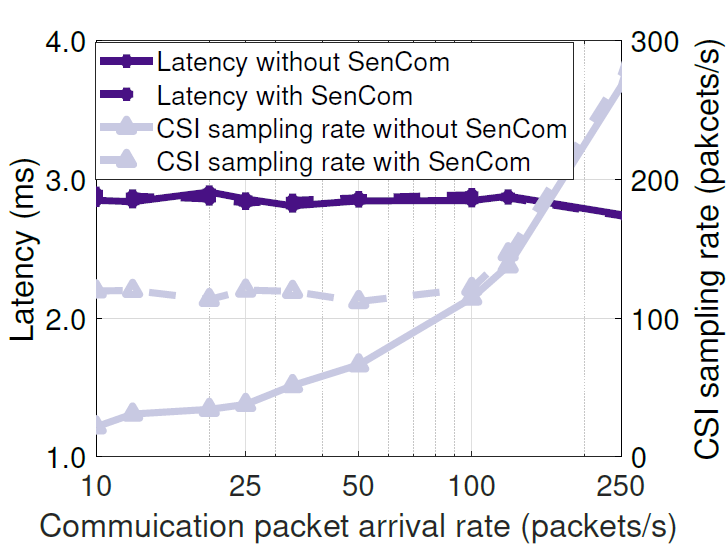 4.0
300
Latency without SenCom
Latency with SenCom
CSI sampling rate without SenCom
CSI sampling rate with SenCom
3.0
200
2.0
100
1.0
0
10
25
50
100
250
Latency (ms)
CSI sampling rate (pakcets/s)
Commuication packet arrival rate (packets/s)